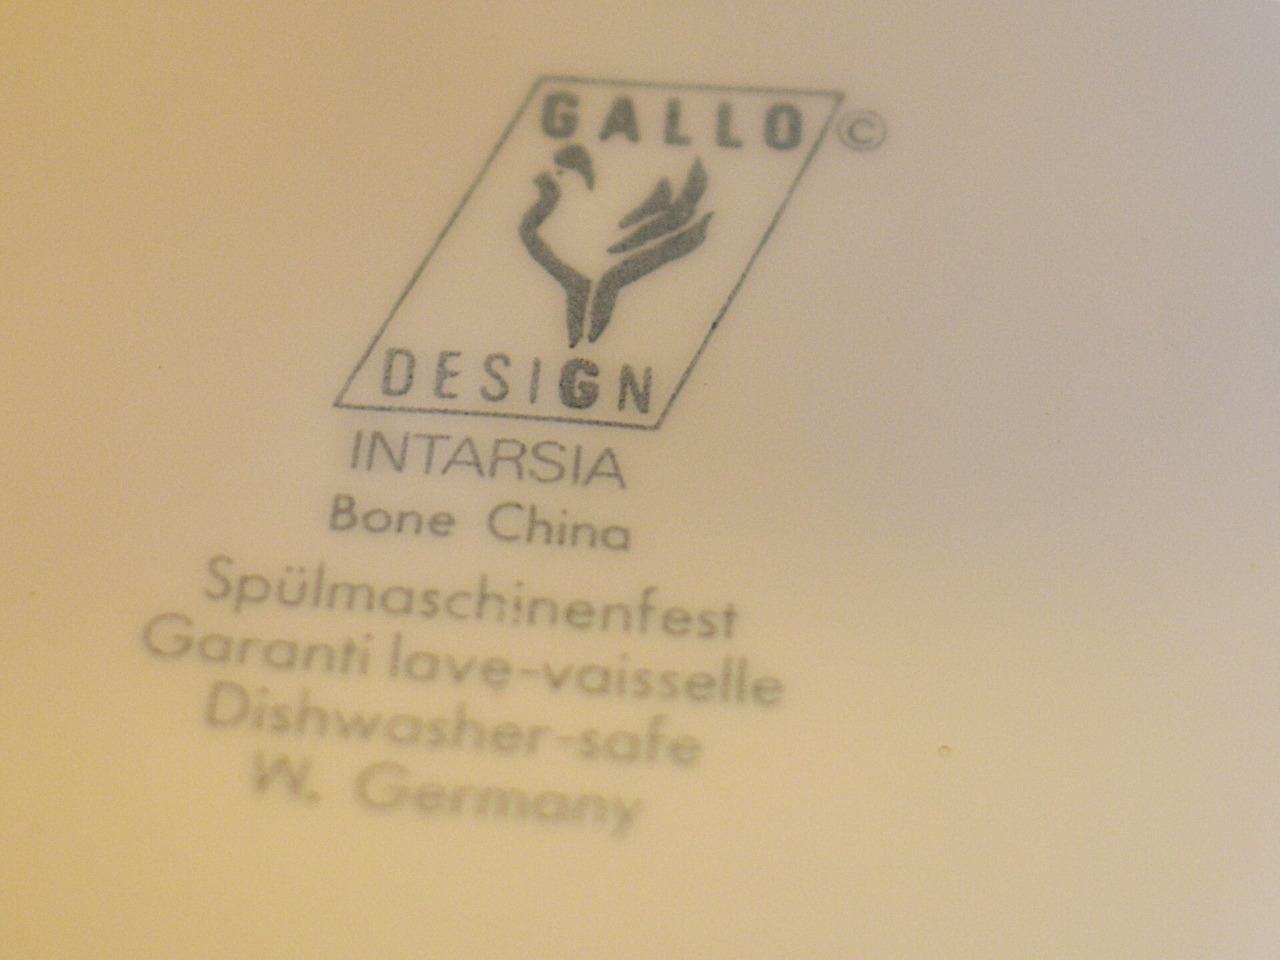 GALLO ©
DESIGN
INTARSIA
Bone China
Spülmaschinenfest
Garanti lave-vaisselle
Dishwasher-safe
W. Germany